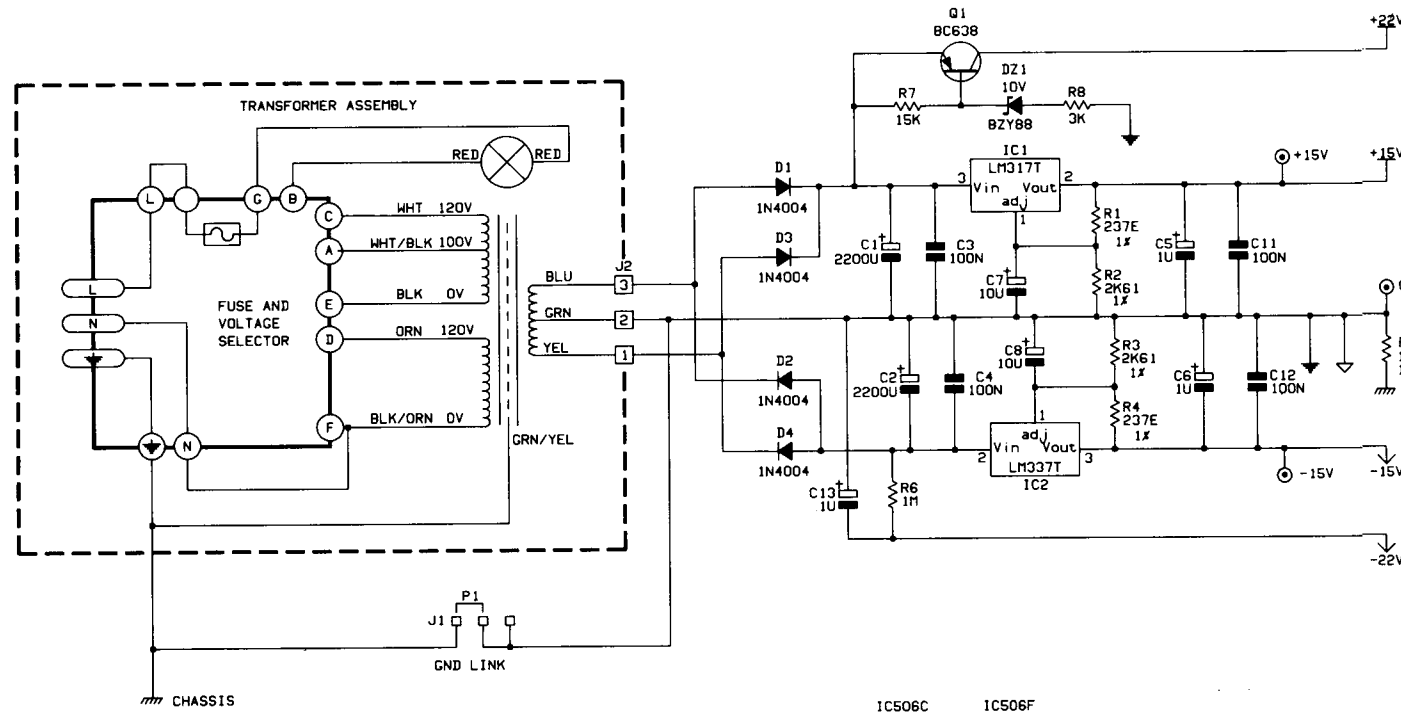 Q1
BC638
+22V
TRANSFORMER ASSEMBLY
R7
15K
DZ1
10V
BZY88
R8
3K
RED
RED
IC1
LM317T
3
Vin
Vout
2
adj
1
+15V
+15V
D1
1N4004
L
G
B
C
WHT 120V
A
WHT/BLK 100V
D3
1N4004
C1
+
2200U
C3
100N
C7
+
10U
R1
237E
1%
R2
2K61
1%
C5
+
1U
C11
100N
L
N
FUSE AND
VOLTAGE
SELECTOR
E
BLK 0V
D
ORN 120V
F
BLK/ORN 0V
GRN/YEL
BLU
GRN
YEL
J2
3
2
1
D2
1N4004
D4
1N4004
C2
+
2200U
C4
100N
C8
+
10U
R3
2K61
1%
R4
237E
1%
C6
+
1U
C12
100N
N
1
adj
2
Vin
Vout
3
LM337T
IC2
-15V
-15V
C13
+
1U
R6
1M
-22V
P1
J1
GND LINK
CHASSIS
IC506C
IC506F